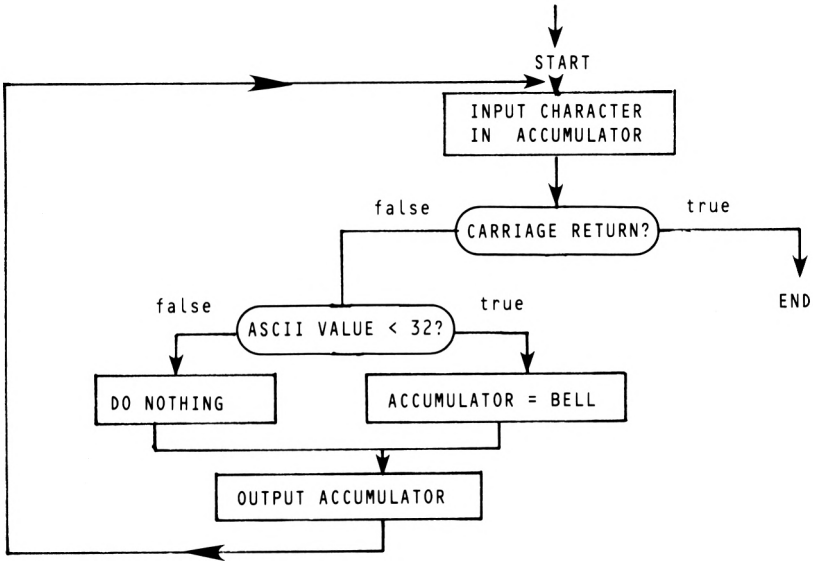 START
INPUT CHARACTER
IN ACCUMULATOR
false
CARRIAGE RETURN?
true
END
false
ASCII VALUE < 32?
true
DO NOTHING
ACCUMULATOR = BELL
OUTPUT ACCUMULATOR